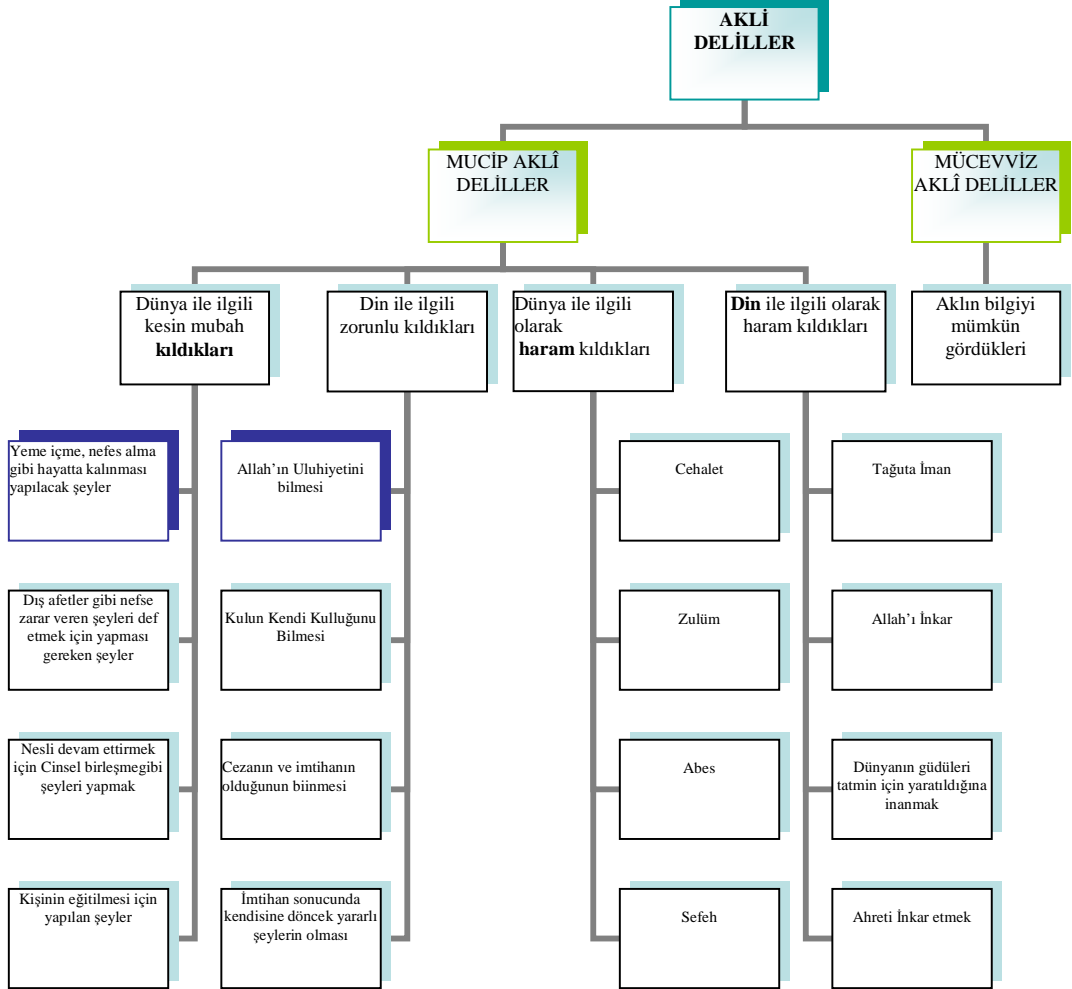 AKLİ
DELİLLER
MUCİP AKLÎ
DELİLLER
MÜCEVVİZ
AKLÎ DELİLLER
Dünya ile ilgili
kesin mubah
kıldıkları
Din ile ilgili
zorunlu kıldıkları
Dünya ile ilgili
olarak
haram kıldıkları
Din ile ilgili olarak
haram kıldıkları
Aklın bilgiyi
mümkün
gördükleri
Yeme içme, nefes alma
gibi hayatta kalınması
yapılacak şeyler
Allah’ın Uluhiyetini
bilmesi
Cehalet
Tağuta İman
Dış afetler gibi nefse
zarar veren şeyleri def
etmek için yapması
gereken şeyler
Kulun Kendi Kulluğunu
Bilmesi
Zulüm
Allah’ı İnkar
Nesli devam ettirmek
için Cinsel birleşmegibi
şeyleri yapmak
Cezanın ve imtihanın
olduğunun biinmesi
Abes
Dünyanın güdüleri
tatmin için yaratıldığına
inanmak
Kişinin eğitilmesi için
yapılan şeyler
İmtihan sonucunda
kendisine döncek yararlı
şeylerin olması
Sefeh
Ahreti İnkar etmek